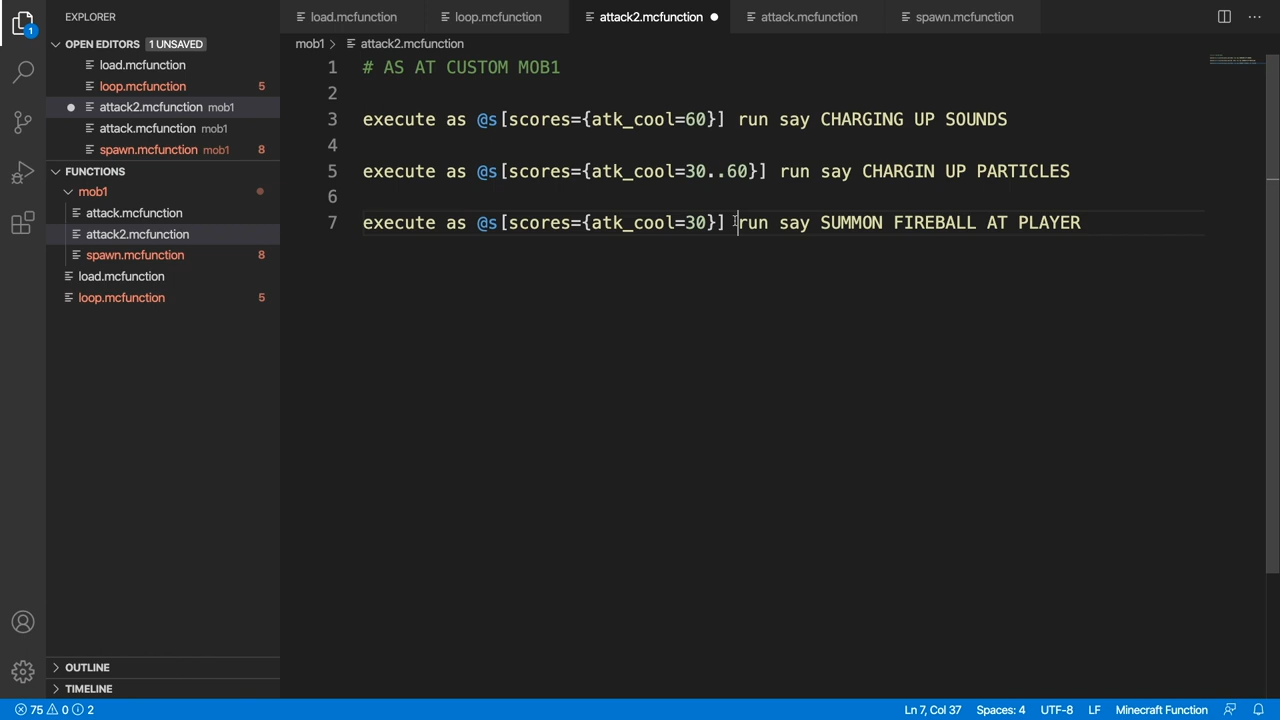 EXPLORER
load.mcfunction
loop.mcfunction
attack2.mcfunction
attack.mcfunction
spawn.mcfunction
OPEN EDITORS 1 UNSAVED
load.mcfunction
loop.mcfunction 5
attack2.mcfunction mob1
attack.mcfunction mob1
spawn.mcfunction mob1 8
FUNCTIONS
mob1
attack.mcfunction
attack2.mcfunction
spawn.mcfunction 8
load.mcfunction
loop.mcfunction 5
OUTLINE
TIMELINE
1
mob1 > attack2.mcfunction
1 # AS AT CUSTOM MOB1
2
3 execute as @s[scores={atk_cool=60}] run say CHARGING UP SOUNDS
4
5 execute as @s[scores={atk_cool=30..60}] run say CHARGIN UP PARTICLES
6
7 execute as @s[scores={atk_cool=30}] run say SUMMON FIREBALL AT PLAYER
75 0 2
Ln 7, Col 37 Spaces: 4 UTF-8 LF Minecraft Function